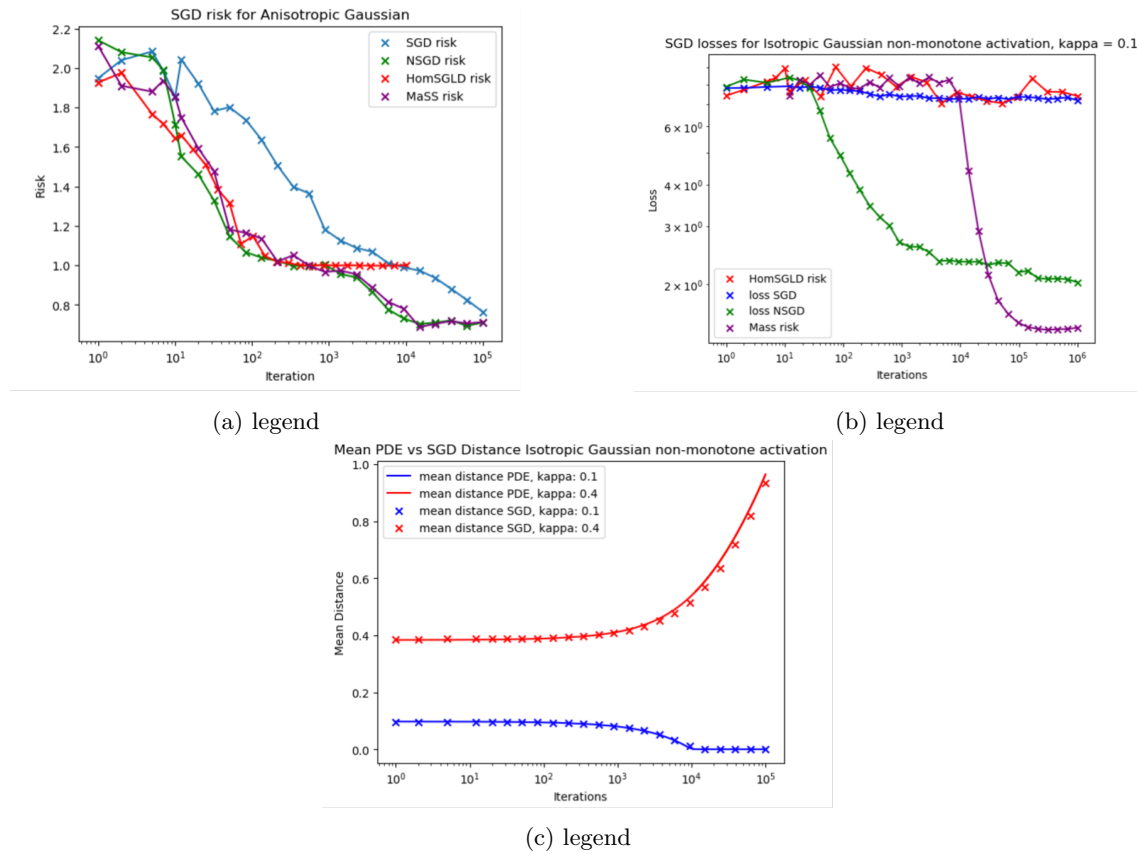 SGD risk for Anisotropic Gaussian
2.2
2.0
1.8
1.6
1.4
1.2
1.0
0.8
Risk
SGD risk
NSGD risk
HomSGLD risk
MaSS risk
10^0
10^1
10^2
10^3
10^4
10^5
Iteration
(a) legend
SGD losses for Isotropic Gaussian non-monotone activation, kappa = 0.1
6 × 10^0
4 × 10^0
3 × 10^0
2 × 10^0
Loss
HomSGLD risk
loss SGD
loss NSGD
Mass risk
10^0
10^1
10^2
10^3
10^4
10^5
10^6
Iterations
(b) legend
Mean PDE vs SGD Distance Isotropic Gaussian non-monotone activation
1.0
0.8
0.6
0.4
0.2
0.0
Mean Distance
mean distance PDE, kappa: 0.1
mean distance PDE, kappa: 0.4
mean distance SGD, kappa: 0.1
mean distance SGD, kappa: 0.4
10^0
10^1
10^2
10^3
10^4
10^5
Iterations
(c) legend